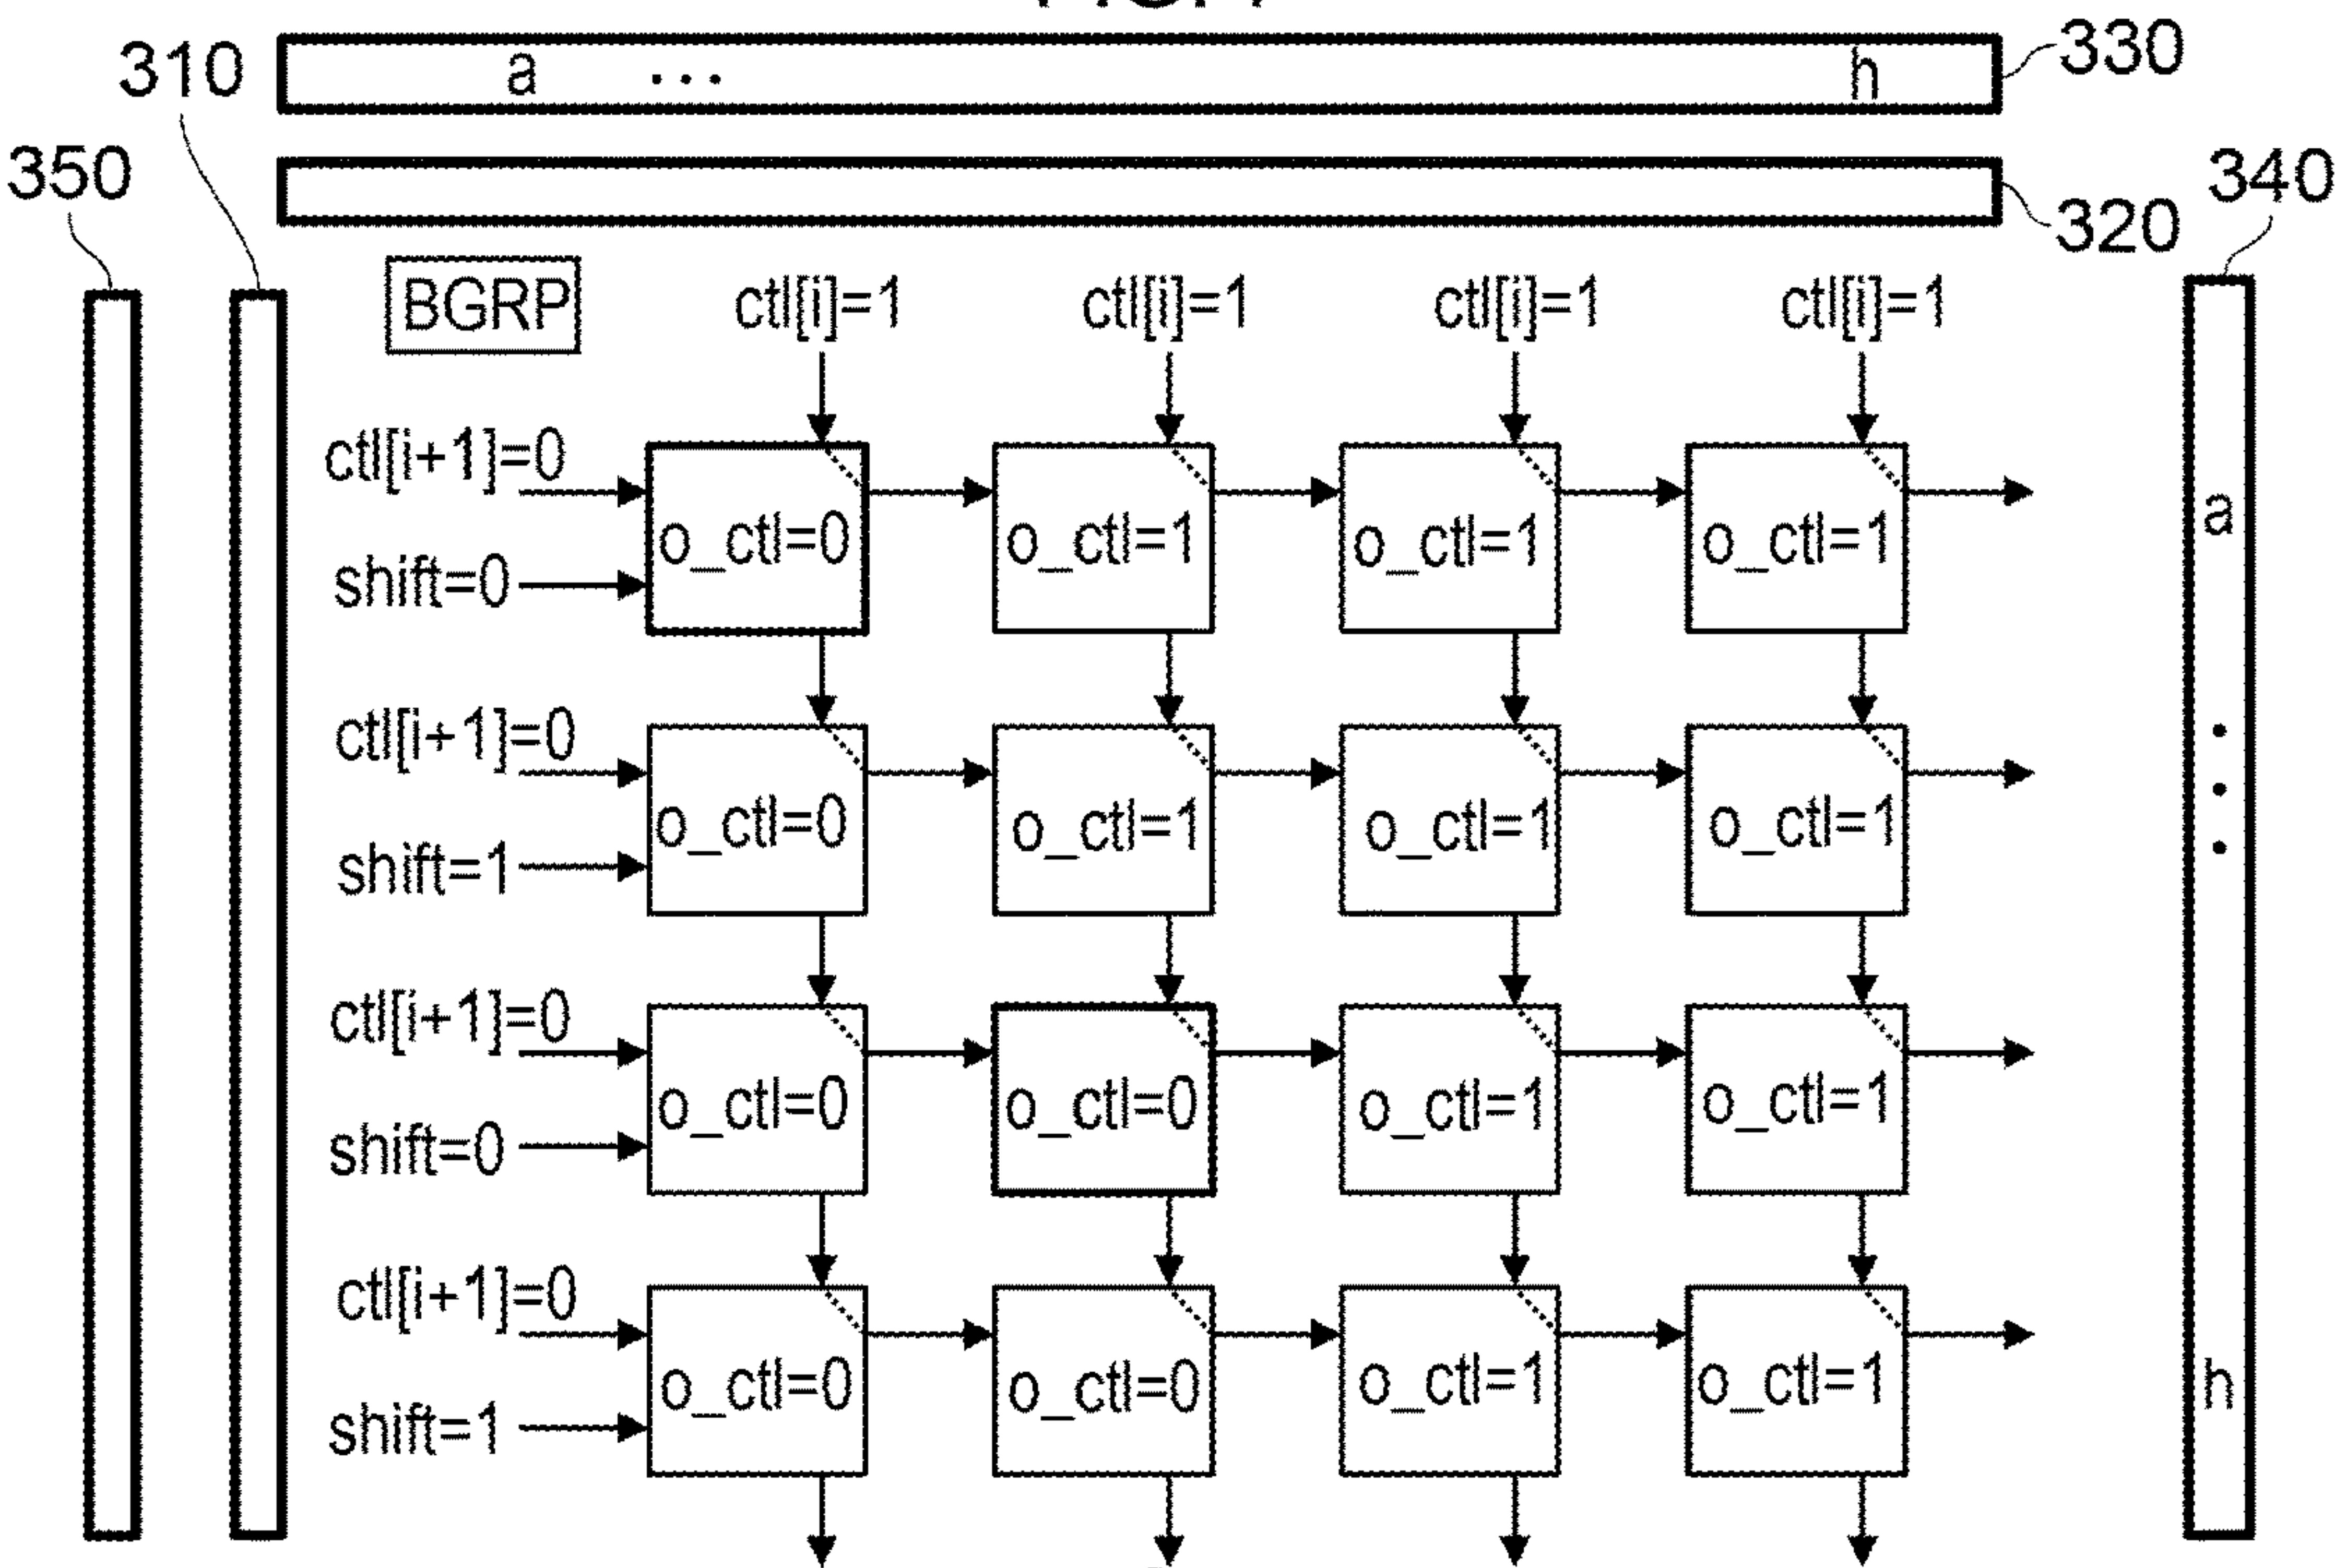 310
a ... h
330
350
320
340
BGRP
ctl[i]=1 ctl[i]=1 ctl[i]=1 ctl[i]=1
ctl[i+1]=0
o_ctl=0 o_ctl=1 o_ctl=1 o_ctl=1
a
shift=0
ctl[i+1]=0
o_ctl=0 o_ctl=1 o_ctl=1 o_ctl=1
shift=1
ctl[i+1]=0
o_ctl=0 o_ctl=0 o_ctl=1 o_ctl=1
shift=0
ctl[i+1]=0
o_ctl=0 o_ctl=0 o_ctl=1 o_ctl=1
h
shift=1